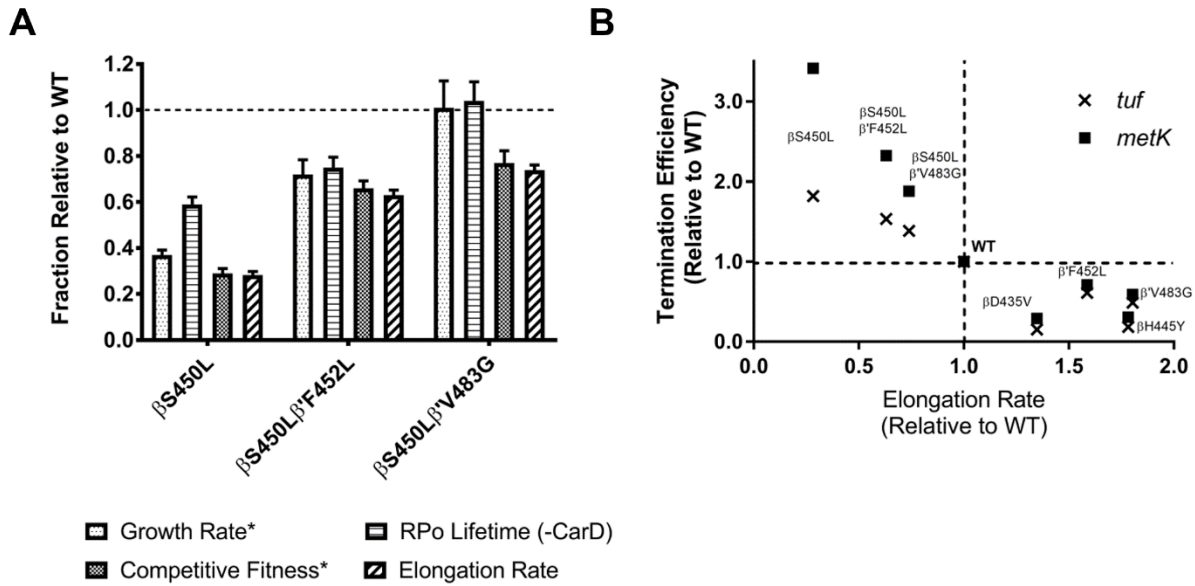 A
Fraction Relative to WT
1.2
1.0
0.8
0.6
0.4
0.2
0.0
βS450L
βS450Lβ'F452L
βS450Lβ'V483G
Growth Rate*
RPo Lifetime (-CarD)
Competitive Fitness*
Elongation Rate
B
Termination Efficiency
(Relative to WT)
3.0
2.0
1.0
0.0
× tuf
■ metK
βS450L
βS450L
β'F452L
βS450L
β'V483G
WT
βD435V
β'F452L
β'V483G
βH445Y
0.0
0.5
1.0
1.5
2.0
Elongation Rate
(Relative to WT)